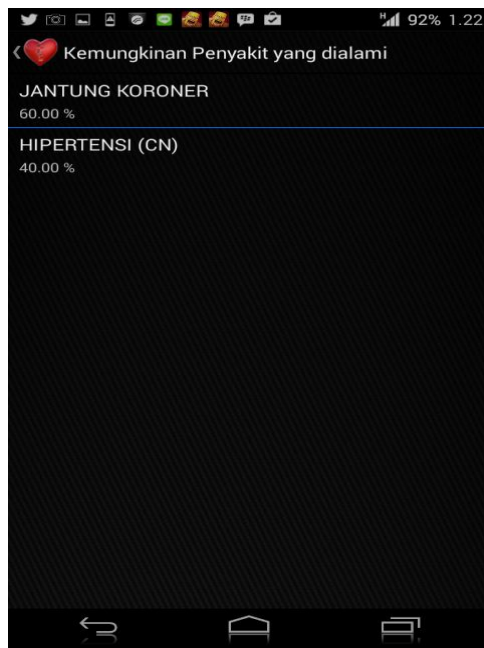 H 92% 1.22
Kemungkinan Penyakit yang dialami
JANTUNG KORONER
60.00 %
HIPERTENSI (CN)
40.00 %